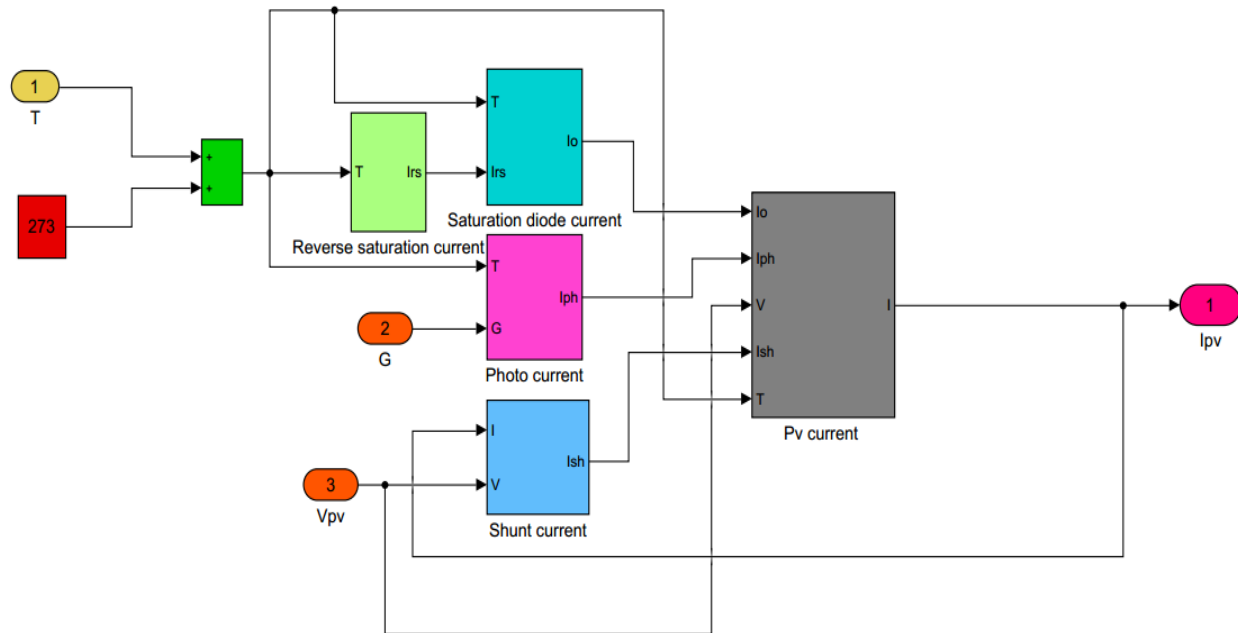 1
T
273
+
+
T
Irs
Reverse saturation current
T
Irs
Io
Saturation diode current
2
G
T
G
Iph
Photo current
3
Vpv
I
V
Ish
Shunt current
Io
Iph
V
Ish
T
I
Pv current
1
Ipv